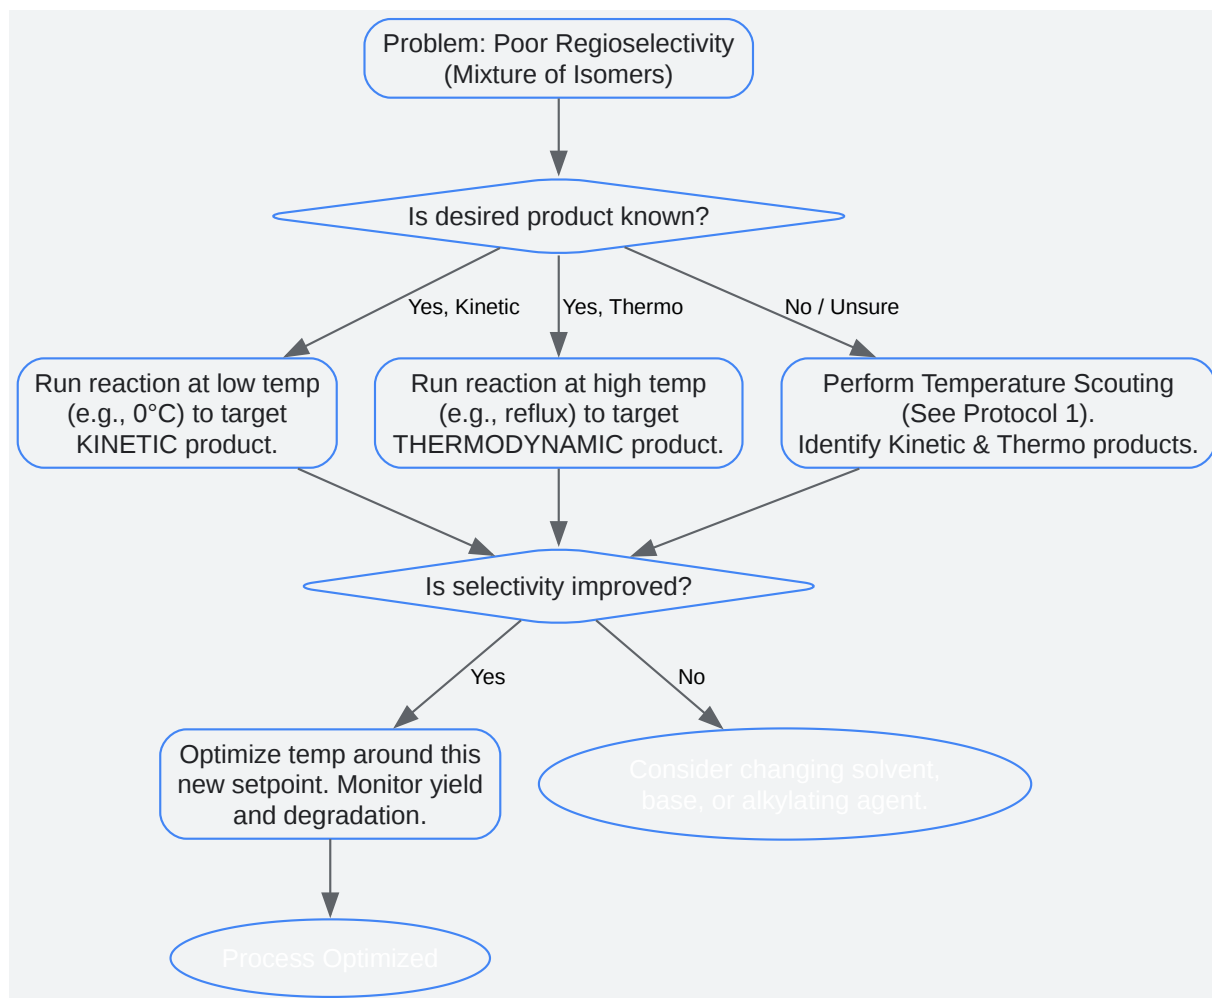 Problem: Poor Regioselectivity
(Mixture of Isomers)
Is desired product known?
Yes, Kinetic
Yes, Thermo
No / Unsure
Run reaction at low temp
(e.g., 0°C) to target
KINETIC product.
Run reaction at high temp
(e.g., reflux) to target
THERMODYNAMIC product.
Perform Temperature Scouting
(See Protocol 1).
Identify Kinetic & Thermo products.
Is selectivity improved?
Yes
No
Optimize temp around this
new setpoint. Monitor yield
and degradation.
Consider changing solvent,
base, or alkylating agent.
Process Optimized